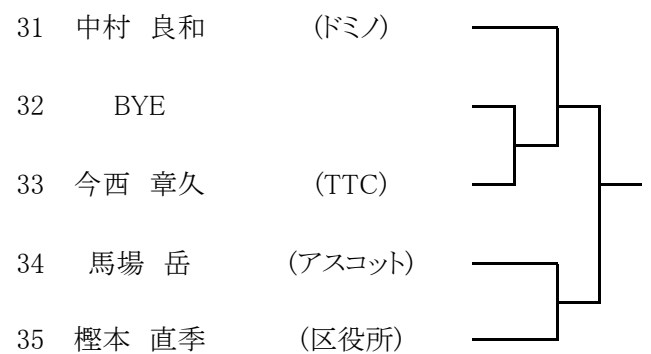 31 中村 良和 (ドミノ)
32 BYE
33 今西 章久 (TTC)
34 馬場 岳 (アスコット)
35 樫本 直季 (区役所)